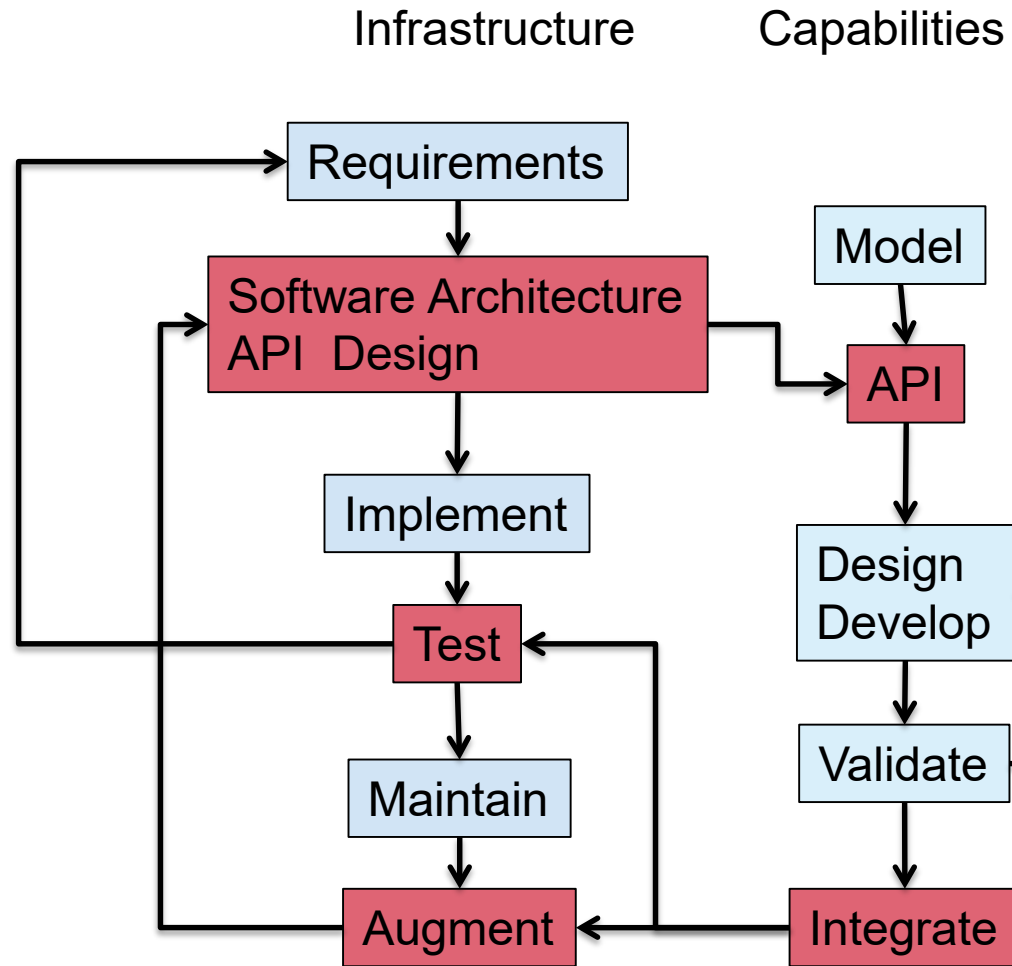 Infrastructure
Capabilities
Requirements
Software Architecture
API Design
Implement
Test
Maintain
Augment
Model
API
Design
Develop
Validate
Integrate